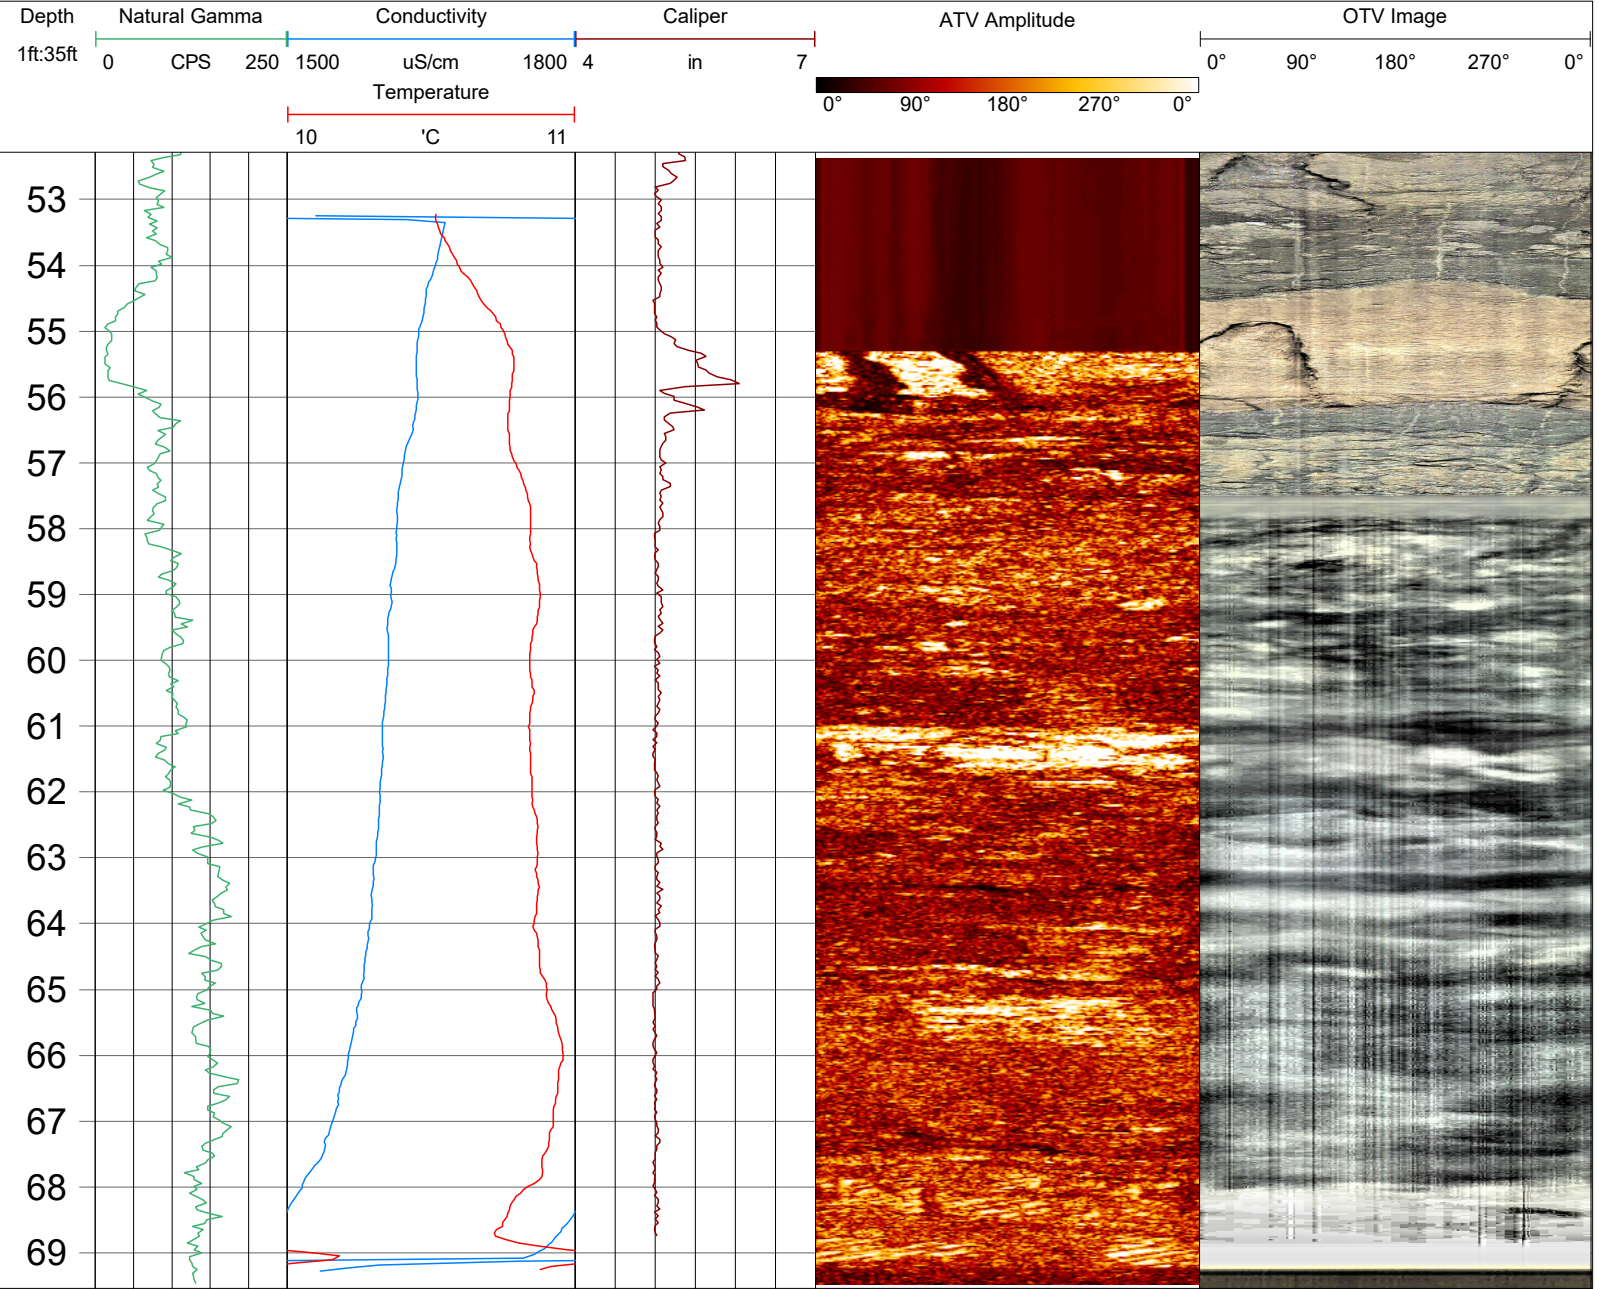 Depth
1ft:35ft
Natural Gamma
0 CPS 250
Conductivity
1500 uS/cm 1800
Temperature
10 'C 11
Caliper
4 in 7
ATV Amplitude
0° 90° 180° 270° 0°
OTV Image
0° 90° 180° 270° 0°
53
54
55
56
57
58
59
60
61
62
63
64
65
66
67
68
69